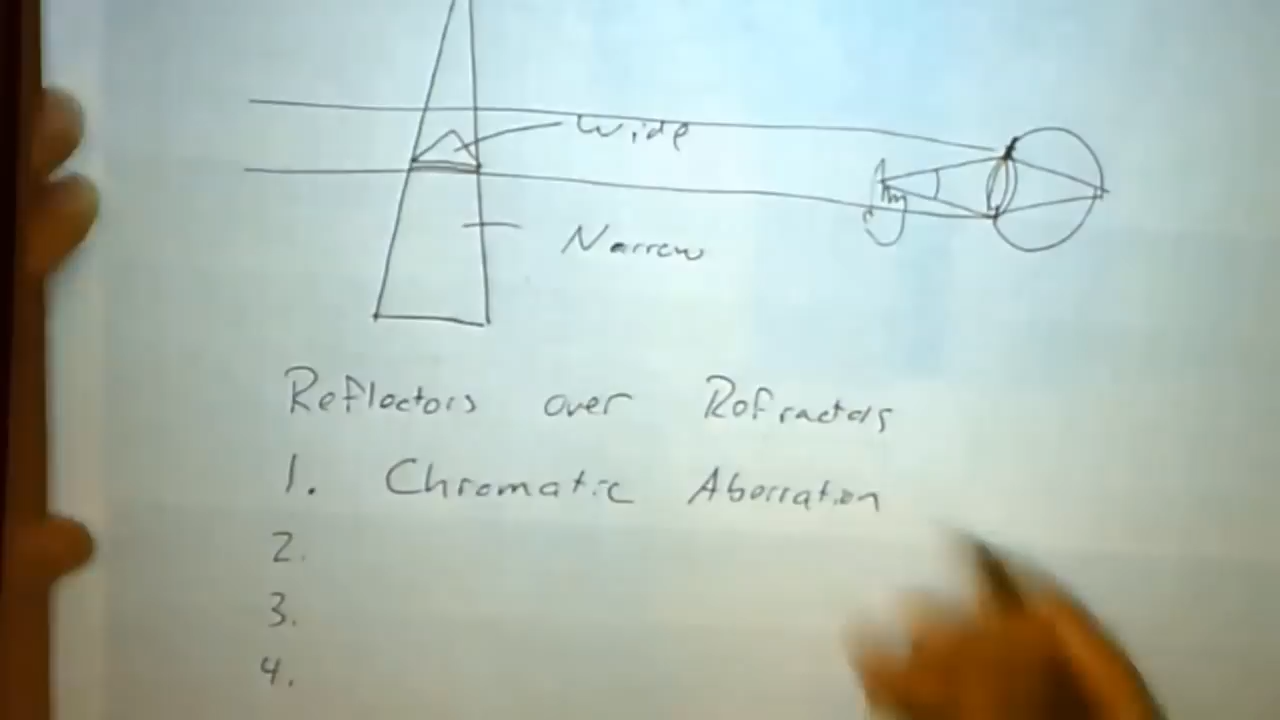 Wide
Narrow
Reflectors over Refractors
1. Chromatic Aberration
2.
3.
4.